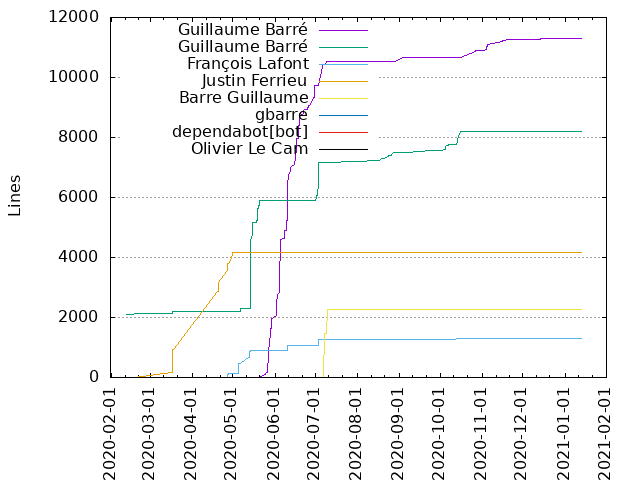 12000
10000
8000
6000
4000
2000
0
Lines
Guillaume Barré
Guillaume Barré
François Lafont
Justin Ferrieu
Barre Guillaume
gbarre
dependabot[bot]
Olivier Le Cam
2020-02-01
2020-03-01
2020-04-01
2020-05-01
2020-06-01
2020-07-01
2020-08-01
2020-09-01
2020-10-01
2020-11-01
2020-12-01
2021-01-01
2021-02-01